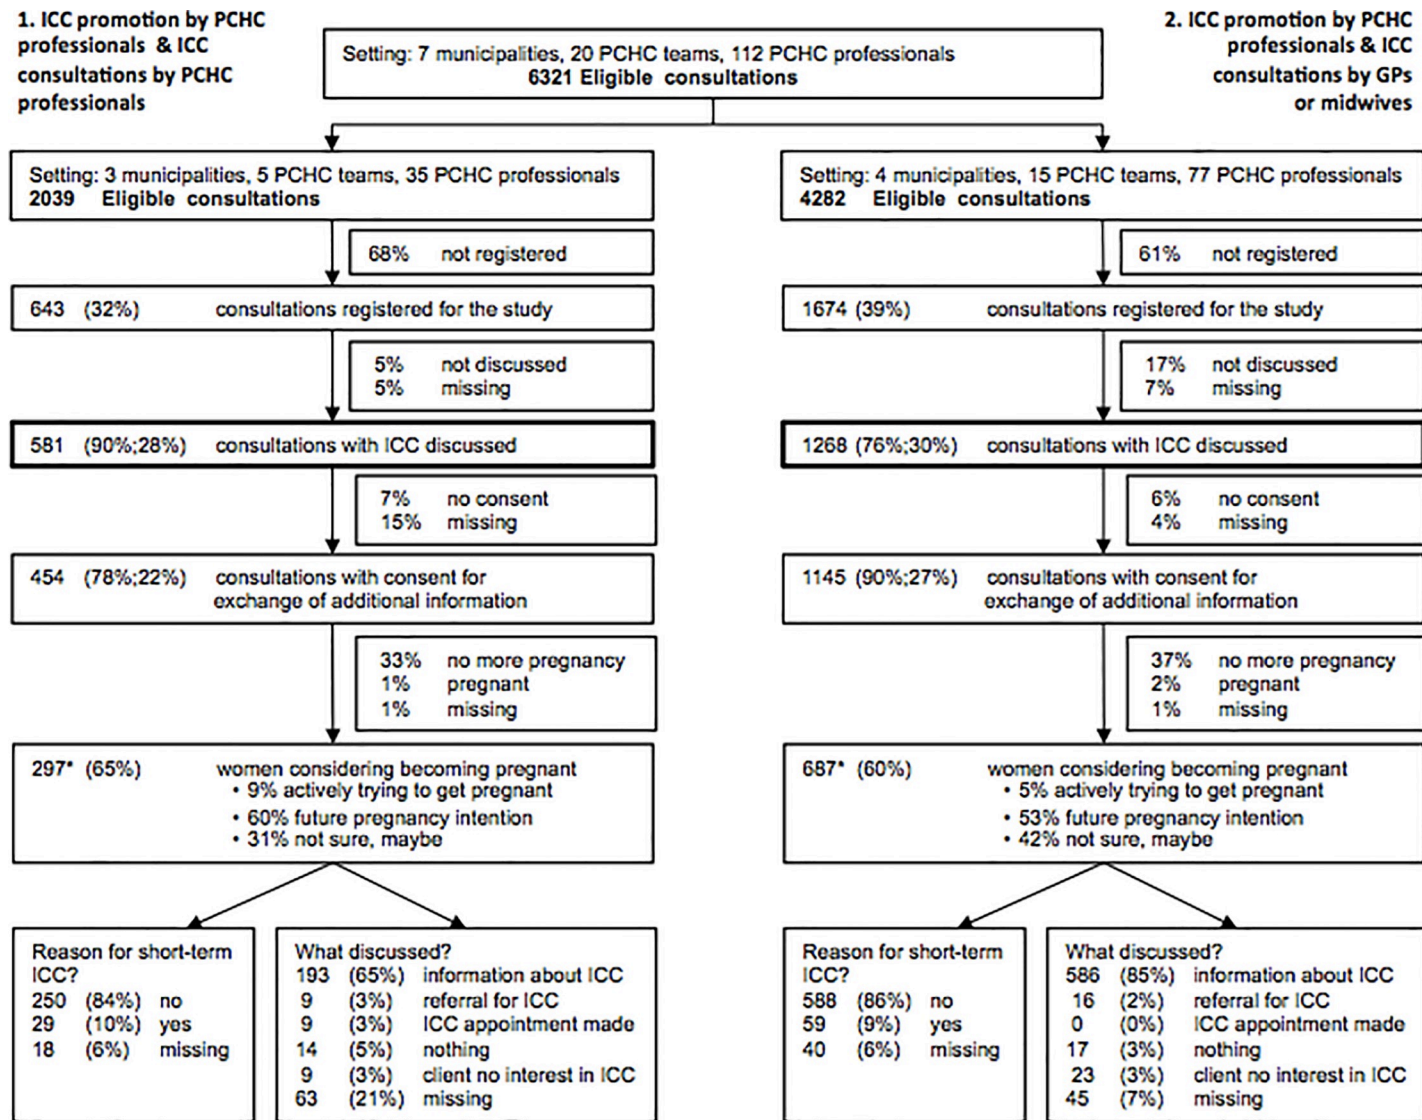 1. ICC promotion by PCHC
professionals & ICC
consultations by PCHC
professionals
Setting: 7 municipalities, 20 PCHC teams, 112 PCHC professionals
6321 Eligible consultations
2. ICC promotion by PCHC
professionals & ICC
consultations by GPs
or midwives
Setting: 3 municipalities, 5 PCHC teams, 35 PCHC professionals
2039 Eligible consultations
68% not registered
643 (32%) consultations registered for the study
5% not discussed
5% missing
581 (90%;28%) consultations with ICC discussed
7% no consent
15% missing
454 (78%;22%) consultations with consent for
exchange of additional information
33% no more pregnancy
1% pregnant
1% missing
297* (65%) women considering becoming pregnant
• 9% actively trying to get pregnant
• 60% future pregnancy intention
• 31% not sure, maybe
Reason for short-term
ICC?
250 (84%) no
29 (10%) yes
18 (6%) missing
What discussed?
193 (65%) information about ICC
9 (3%) referral for ICC
9 (3%) ICC appointment made
14 (5%) nothing
9 (3%) client no interest in ICC
63 (21%) missing
Setting: 4 municipalities, 15 PCHC teams, 77 PCHC professionals
4282 Eligible consultations
61% not registered
1674 (39%) consultations registered for the study
17% not discussed
7% missing
1268 (76%;30%) consultations with ICC discussed
6% no consent
4% missing
1145 (90%;27%) consultations with consent for
exchange of additional information
37% no more pregnancy
2% pregnant
1% missing
687* (60%) women considering becoming pregnant
• 5% actively trying to get pregnant
• 53% future pregnancy intention
• 42% not sure, maybe
Reason for short-term
ICC?
588 (86%) no
59 (9%) yes
40 (6%) missing
What discussed?
586 (85%) information about ICC
16 (2%) referral for ICC
0 (0%) ICC appointment made
17 (3%) nothing
23 (3%) client no interest in ICC
45 (7%) missing